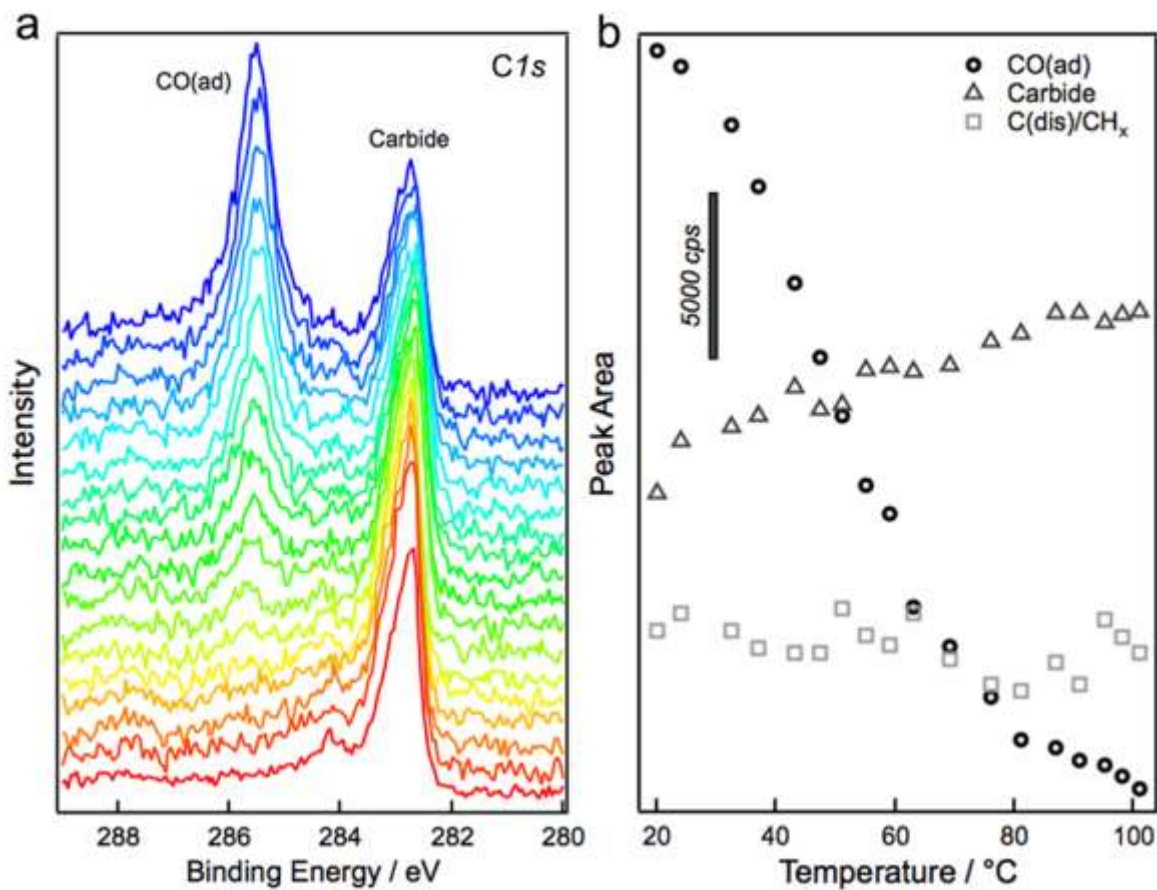 a
C1s
CO(ad)
Carbide
Intensity
288
286
284
282
280
Binding Energy / eV
b
CO(ad)
Carbide
C(dis)/CHₓ
5000 cps
Peak Area
20
40
60
80
100
Temperature / °C